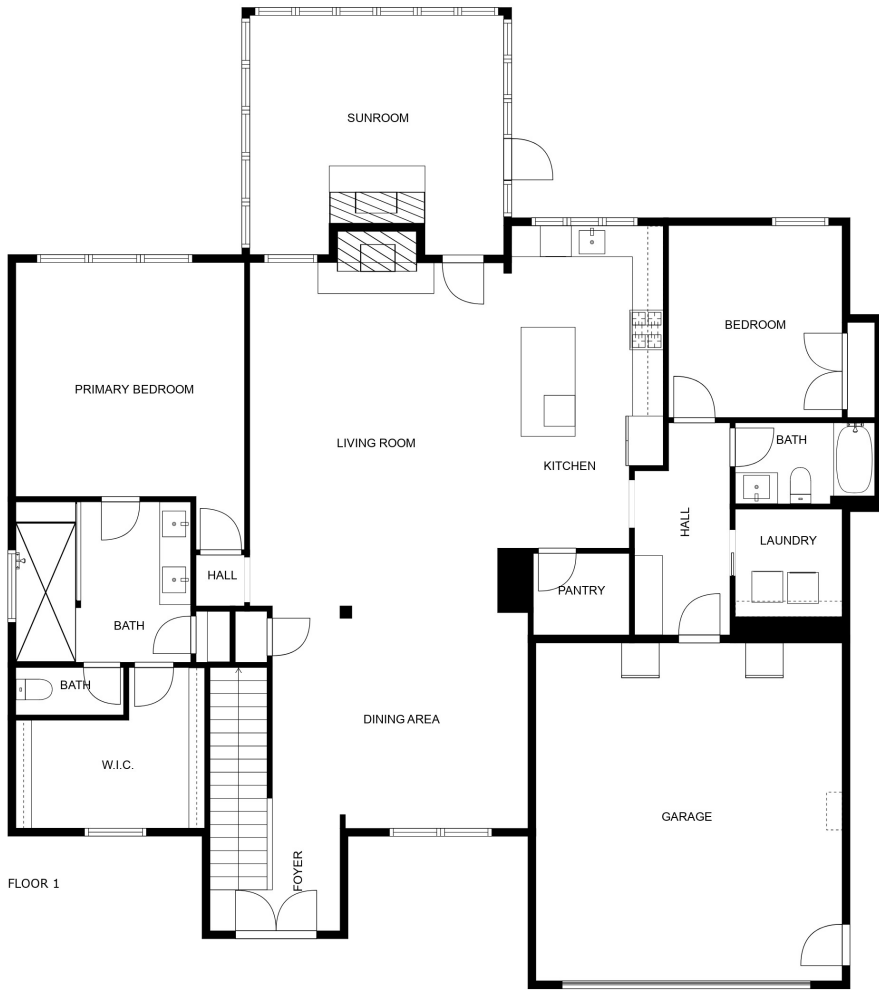 SUNROOM
BEDROOM
PRIMARY BEDROOM
LIVING ROOM
BATH
KITCHEN
HALL
LAUNDRY
HALL
PANTRY
BATH
BATH
DINING AREA
W.I.C.
GARAGE
FOYER
FLOOR 1